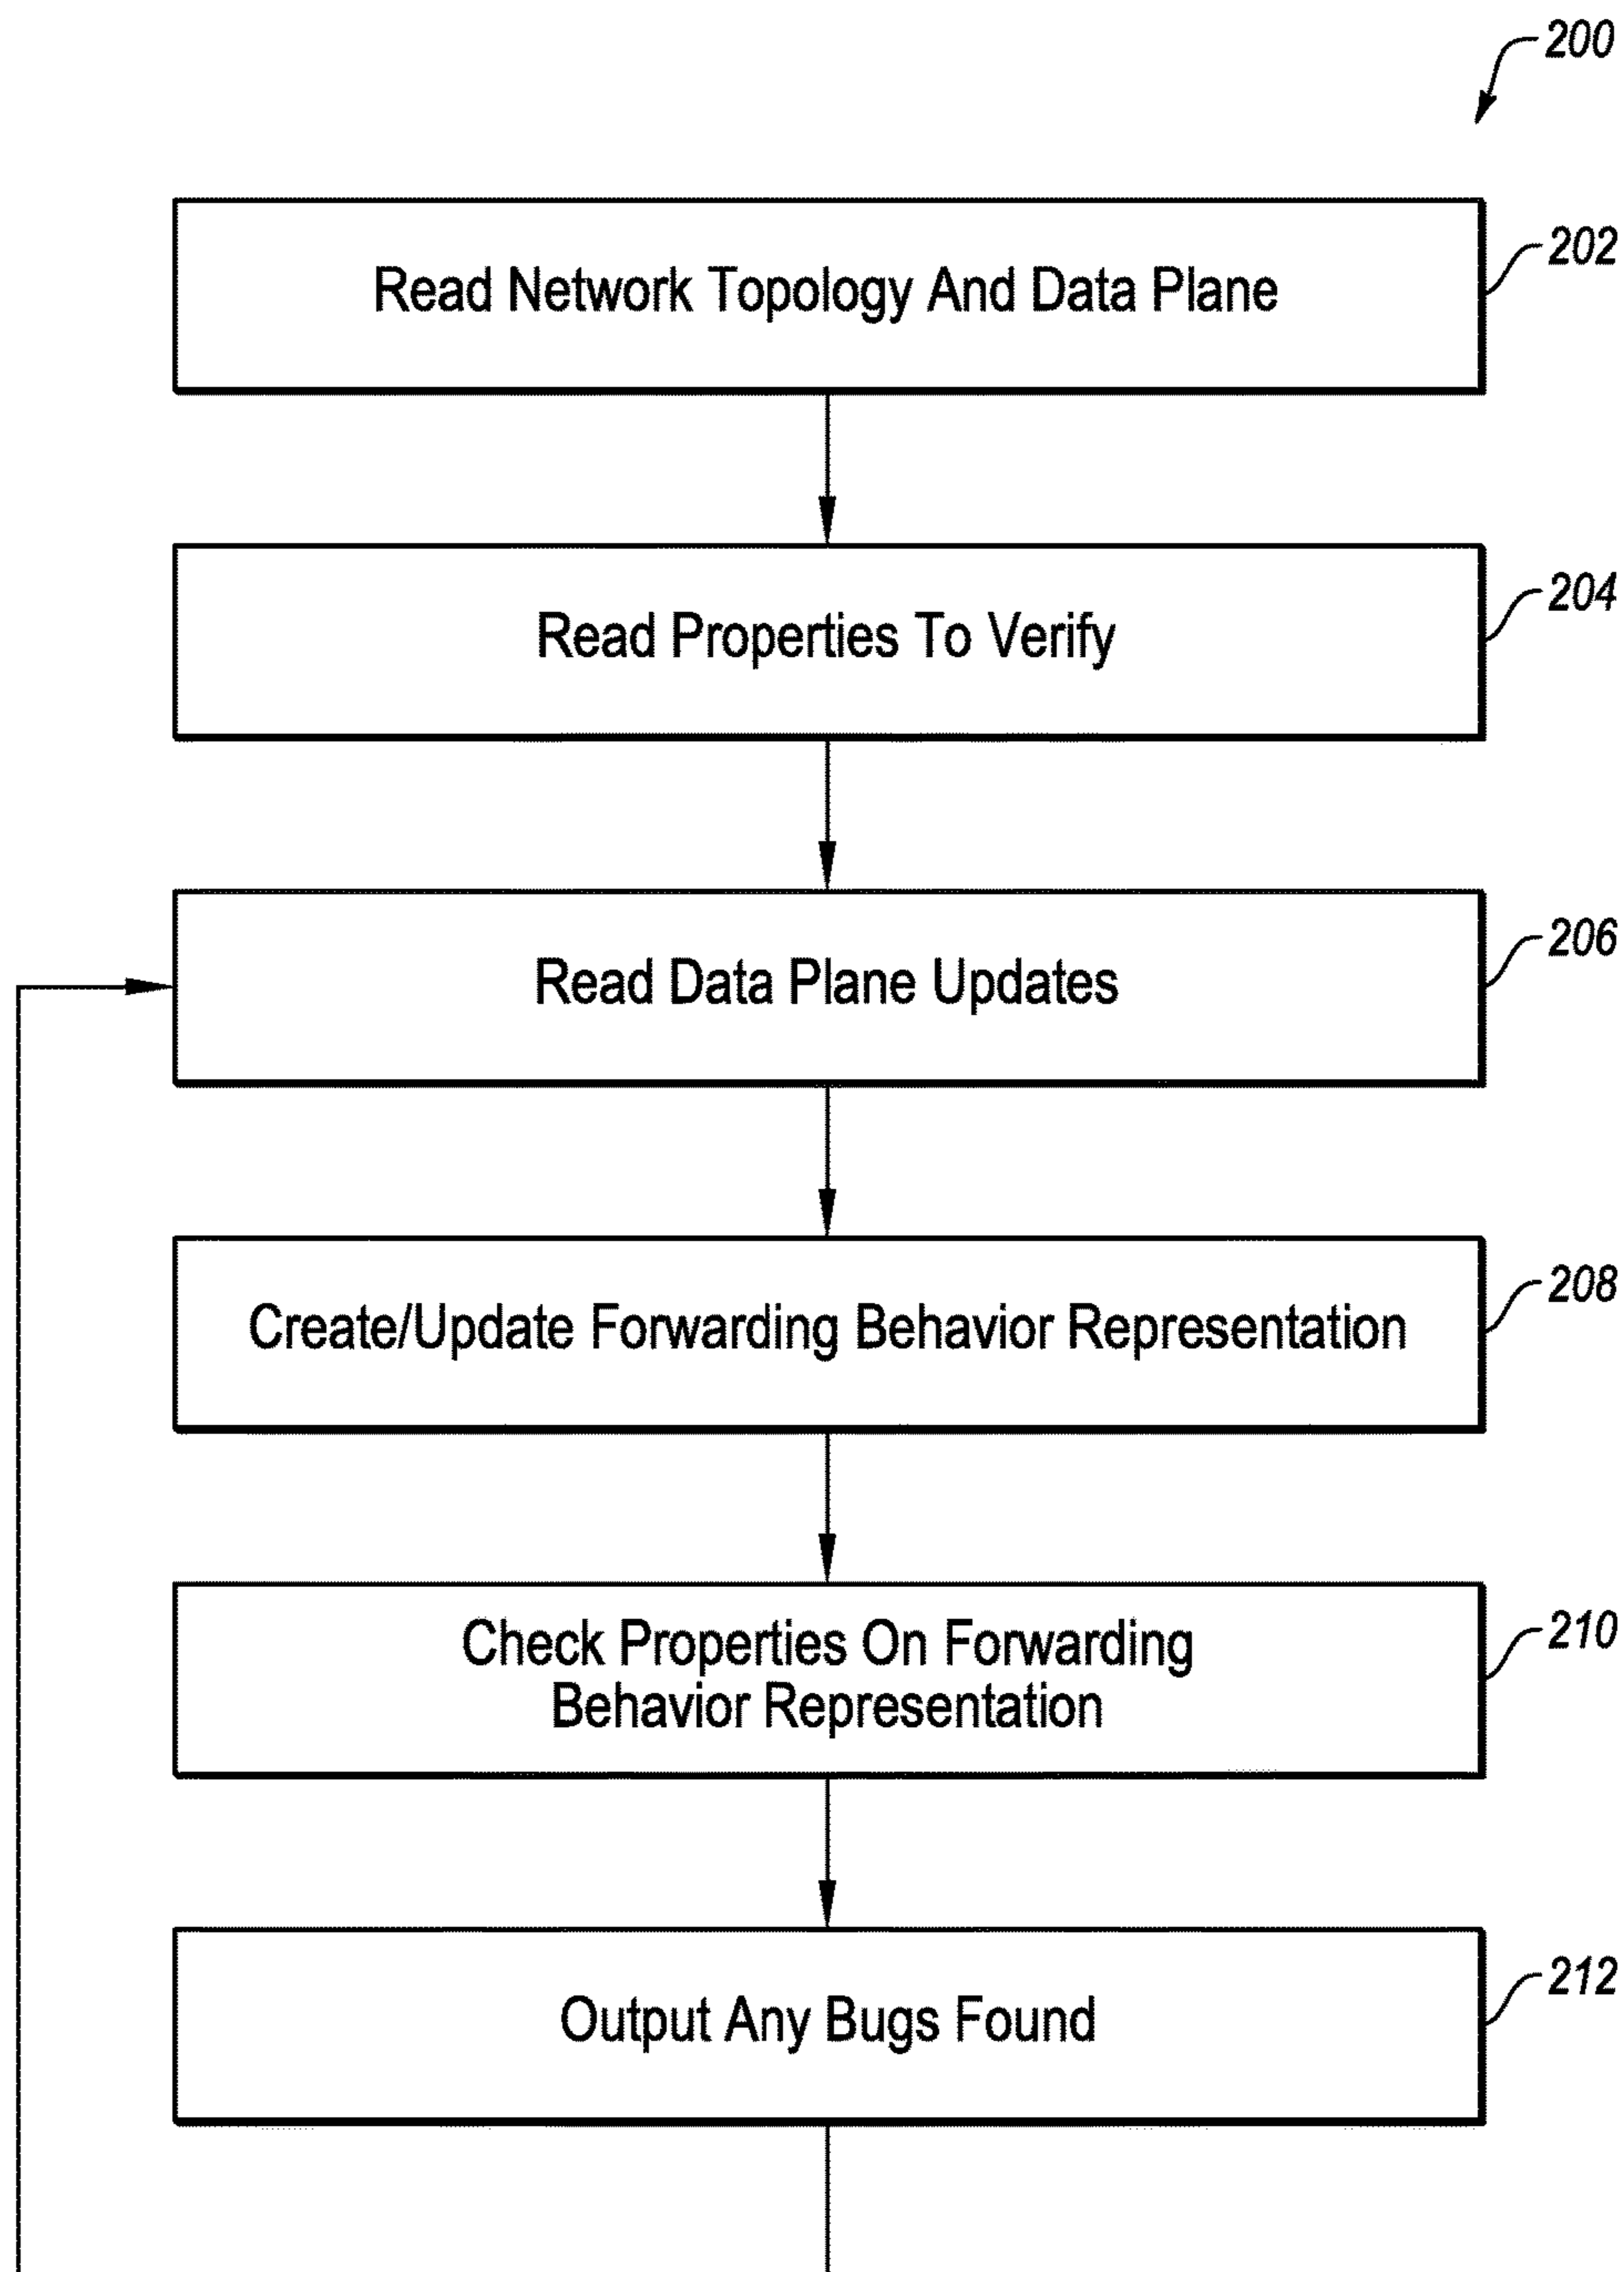 200
Read Network Topology And Data Plane
202
Read Properties To Verify
204
Read Data Plane Updates
206
Create/Update Forwarding Behavior Representation
208
Check Properties On Forwarding
Behavior Representation
210
Output Any Bugs Found
212